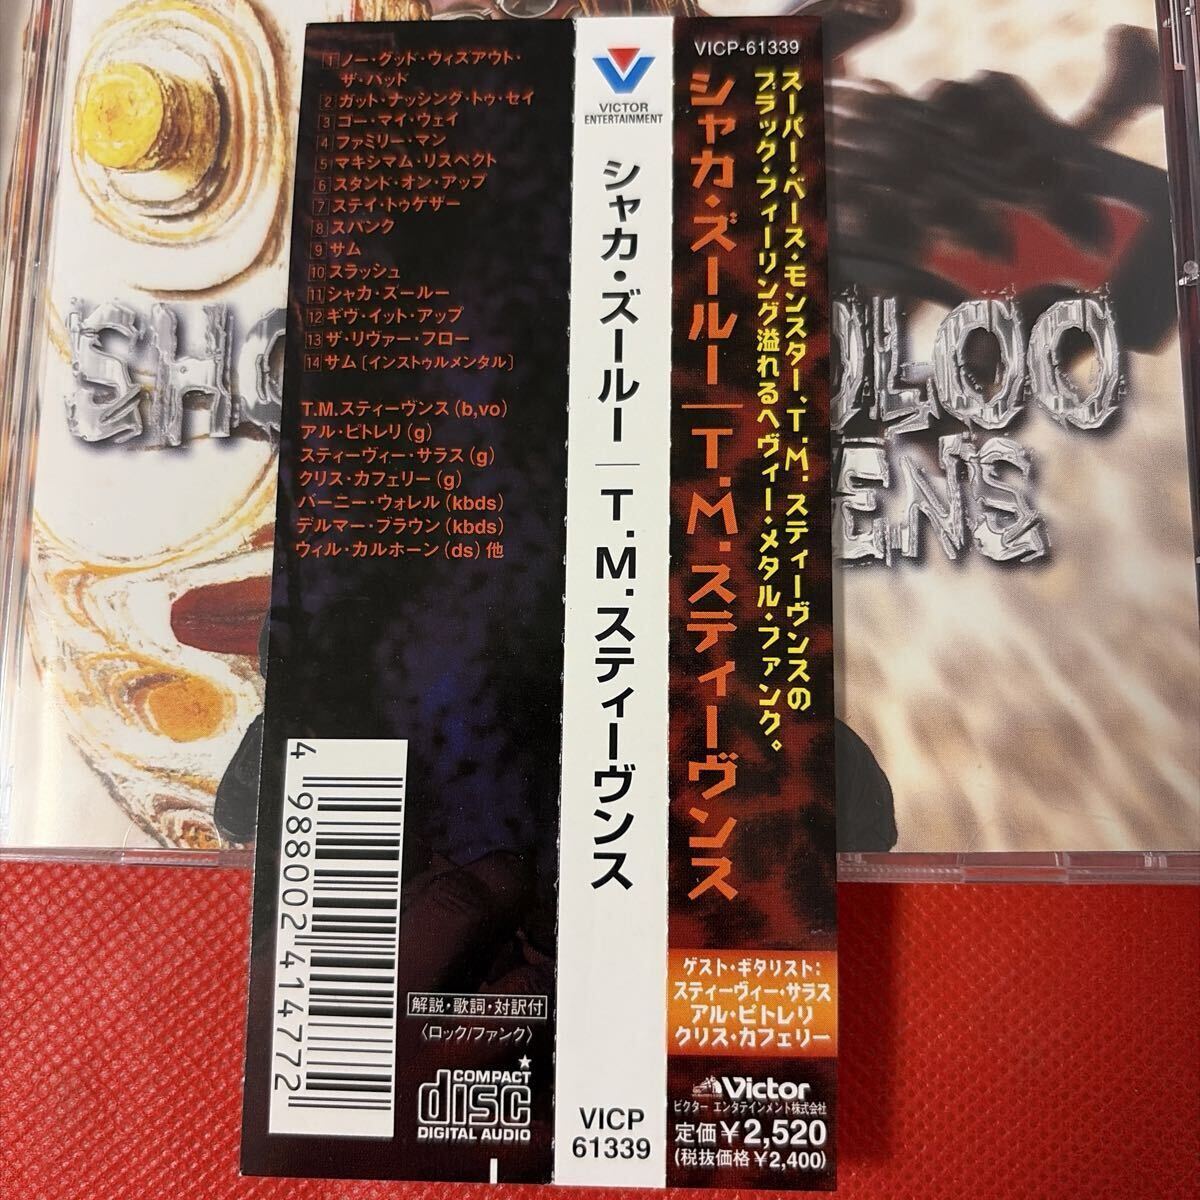 1 ノー・グッド・ウィズアウト・
ザ・バッド
2 ガット・ナッシング・トゥ・セイ
3 ゴー・マイ・ウェイ
4 ファミリー・マン
5 マキシマム・リスペクト
6 スタンド・オン・アップ
7 ステイ・トゥゲザー
8 スパンク
9 サム
10 スラッシュ
11 シャカ・ズールー
12 ギヴ・イット・アップ
13 ザ・リヴァー・フロー
14 サム[インストゥルメンタル]
T.M.スティーヴンス(b,vo)
アル・ピトレリ(g)
スティーヴィー・サラス(g)
クリス・カフェリー(g)
バーニー・ウォレル(kbds)
デルマー・ブラウン(kbds)
ウィル・カルホーン(ds)他
4 988002 414772
解説・歌詞・対訳付
〈ロック/ファンク〉
COMPACT
disc
DIGITAL AUDIO
VICTOR
ENTERTAINMENT
シャカ・ズールー|T.M.スティーヴンス
VICP
61339
VICP-61339
スーパー・ベース・モンスター、T.M.スティーヴンスの
ブラック・フィーリング溢れるヘヴィー・メタル・ファンク。
シャカ・ズールー|T.M.スティーヴンス
ゲスト・ギタリスト:
スティーヴィー・サラス
アル・ピトレリ
クリス・カフェリー
Victor
ビクター エンタテインメント株式会社
定価¥2,520
(税抜価格¥2,400)
SHO
OLOO
ENS